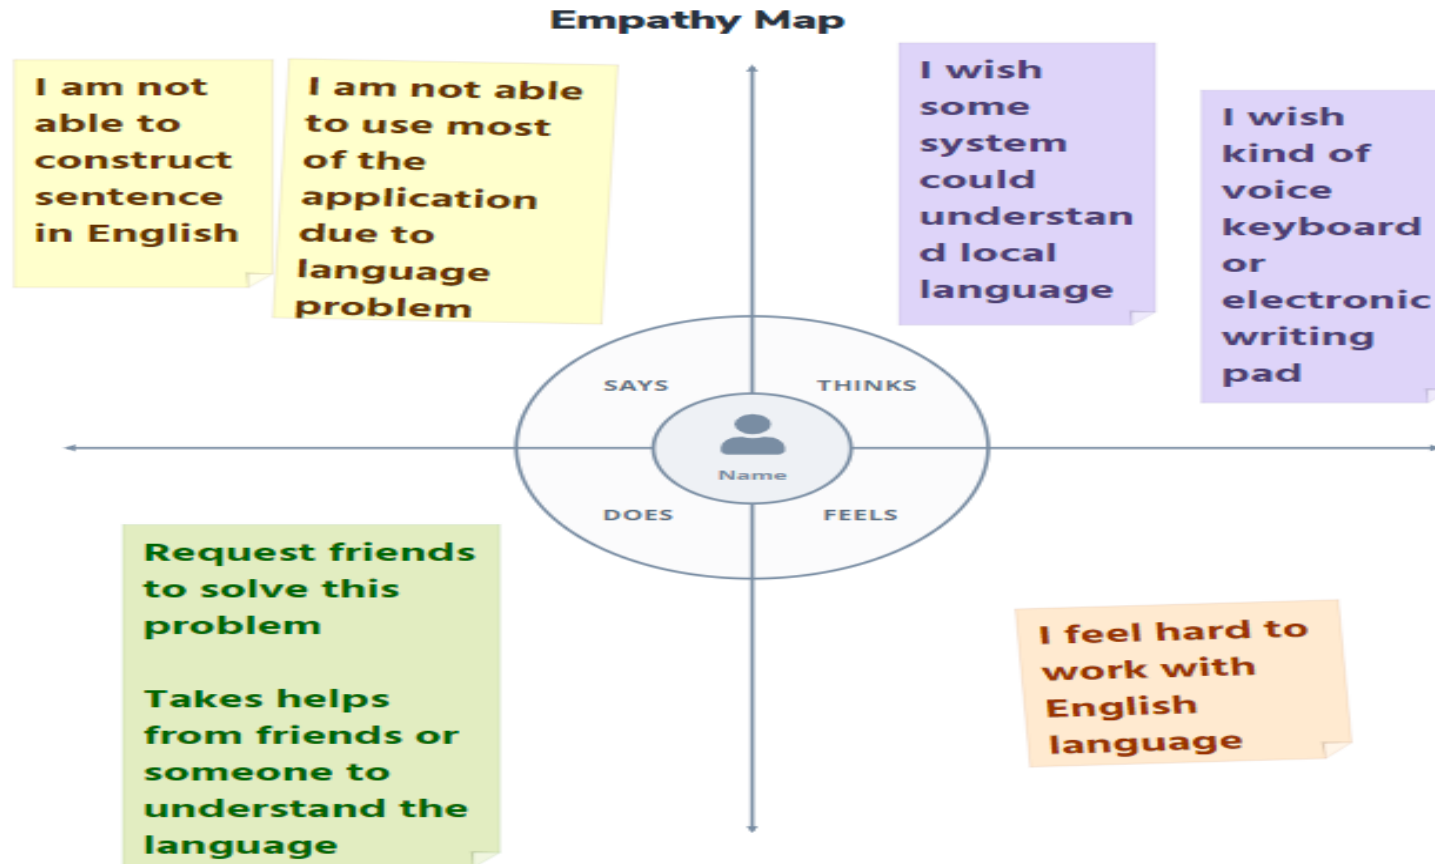 Empathy Map
I am not
able to
construct
sentence
in English
I am not able
to use most
of the
application
due to
language
problem
I wish
some
system
could
understan
d local
language
I wish
kind of
voice
keyboard
or
electronic
writing
pad
SAYS
THINKS
Name
DOES
FEELS
Request friends
to solve this
problem
Takes helps
from friends or
someone to
understand the
language
I feel hard to
work with
English
language